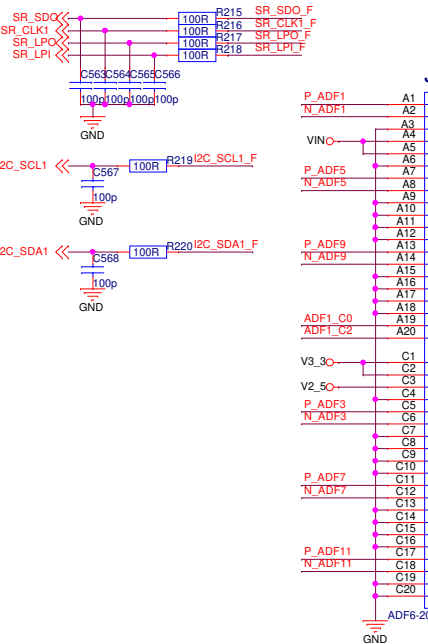 SR_SDO R215 SR_SDO_F
100R
SR_CLK1 R216 SR_CLK1_F
100R
SR_LPO R217 SR_LPO_F
100R
SR_LPI R218 SR_LPI_F
100R
C563 C564 C565 C566
100p 100p 100p 100p
GND
I2C_SCL1 100R R219 I2C_SCL1_F
C567
100p
GND
I2C_SDA1 100R R220 I2C_SDA1_F
C568
100p
GND
P_ADF1 A1
N_ADF1 A2
A3
VIN A4
A5
A6
P_ADF5 A7
N_ADF5 A8
A9
A10
A11
A12
P_ADF9 A13
N_ADF9 A14
A15
A16
A17
A18
ADF1_C0 A19
ADF1_C2 A20
V3_3 C1
C2
V2_5 C3
C4
P_ADF3 C5
N_ADF3 C6
C7
C8
C9
C10
P_ADF7 C11
N_ADF7 C12
C13
C14
C15
C16
P_ADF11 C17
N_ADF11 C18
C19
C20
ADF6-20
GND